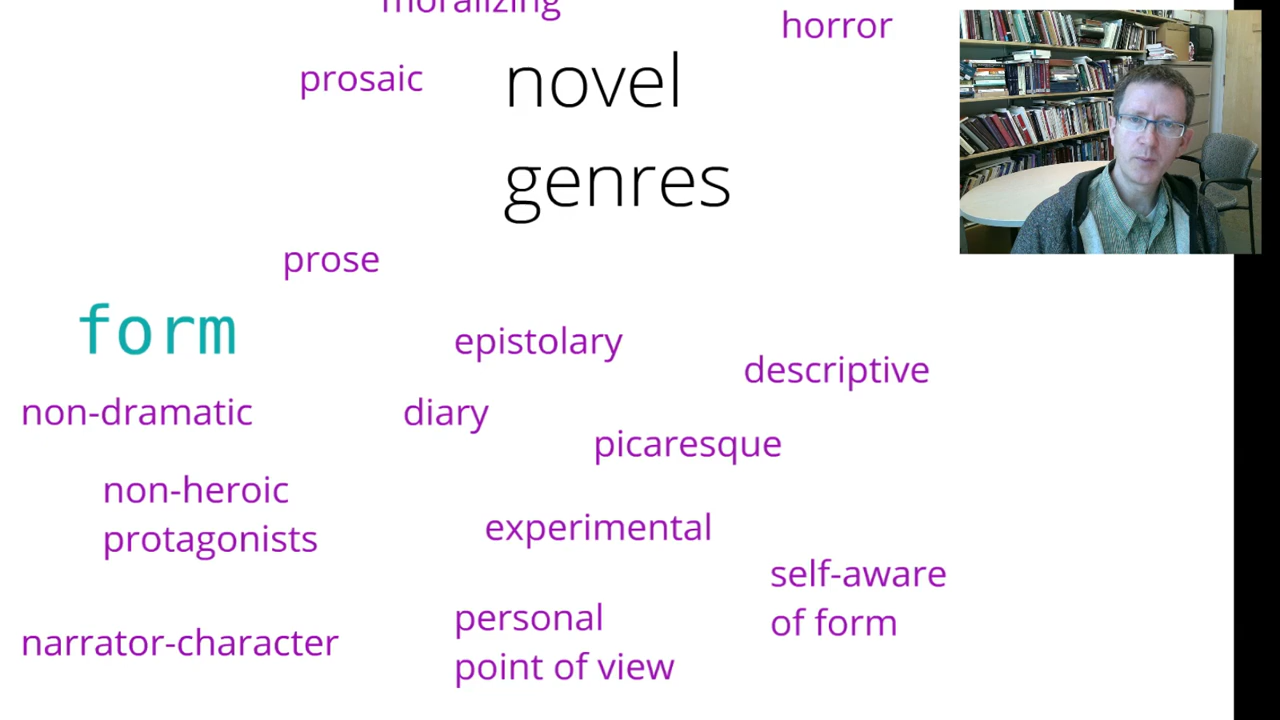 moralizing
horror
prosaic
novel
genres
prose
form
epistolary
descriptive
non-dramatic
diary
picaresque
non-heroic
protagonists
experimental
self-aware
of form
personal
point of view
narrator-character